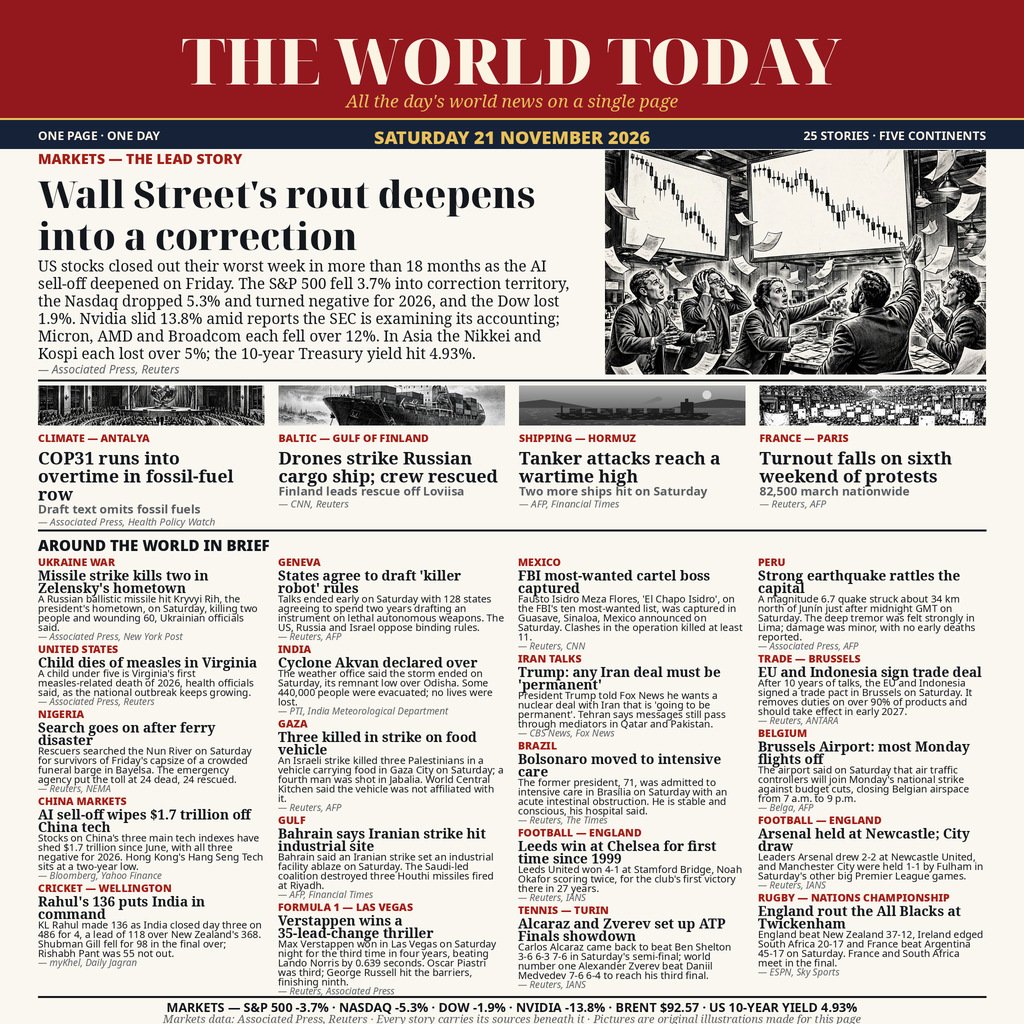 THE WORLD TODAY
All the day's world news on a single page
ONE PAGE · ONE DAY
SATURDAY 21 NOVEMBER 2026
25 STORIES · FIVE CONTINENTS
MARKETS — THE LEAD STORY
Wall Street's rout deepens
into a correction
US stocks closed out their worst week in more than 18 months as the AI
sell-off deepened on Friday. The S&P 500 fell 3.7% into correction territory,
the Nasdaq dropped 5.3% and turned negative for 2026, and the Dow lost
1.9%. Nvidia slid 13.8% amid reports the SEC is examining its accounting;
Micron, AMD and Broadcom each fell over 12%. In Asia the Nikkei and
Kospi each lost over 5%; the 10-year Treasury yield hit 4.93%.
— Associated Press, Reuters
CLIMATE — ANTALYA
COP31 runs into
overtime in fossil-fuel
row
Draft text omits fossil fuels
— Associated Press, Health Policy Watch
BALTIC — GULF OF FINLAND
Drones strike Russian
cargo ship; crew rescued
Finland leads rescue off Loviisa
— CNN, Reuters
SHIPPING — HORMUZ
Tanker attacks reach a
wartime high
Two more ships hit on Saturday
— AFP, Financial Times
FRANCE — PARIS
Turnout falls on sixth
weekend of protests
82,500 march nationwide
— Reuters, AFP
AROUND THE WORLD IN BRIEF
UKRAINE WAR
Missile strike kills two in
Zelensky's hometown
A Russian ballistic missile hit Kryvyi Rih, the
president's hometown, on Saturday, killing two
people and wounding 60, Ukrainian officials
said.
— Associated Press, New York Post
UNITED STATES
Child dies of measles in Virginia
A child under five is Virginia's first
measles-related death of 2026, health officials
said, as the national outbreak keeps growing.
— Associated Press, Reuters
NIGERIA
Search goes on after ferry
disaster
Rescuers searched the Nun River on Saturday
for survivors of Friday's capsize of a crowded
funeral barge in Bayelsa. The emergency
agency put the toll at 24 dead, 24 rescued.
— Reuters, NEMA
CHINA MARKETS
AI sell-off wipes $1.7 trillion off
China tech
Stocks on China's three main tech indexes have
shed $1.7 trillion since June, with all three
negative for 2026. Hong Kong's Hang Seng Tech
sits at a two-year low.
— Bloomberg, Yahoo Finance
CRICKET — WELLINGTON
Rahul's 136 puts India in
command
KL Rahul made 136 as India closed day three on
486 for 4, a lead of 118 over New Zealand's 368.
Shubman Gill fell for 98 in the final over;
Rishabh Pant was 55 not out.
— myKhel, Daily Jagran
GENEVA
States agree to draft 'killer
robot' rules
Talks ended early on Saturday with 128 states
agreeing to spend two years drafting an
instrument on lethal autonomous weapons. The
US, Russia and Israel oppose binding rules.
— Reuters, AFP
INDIA
Cyclone Akvan declared over
The weather office said the storm ended on
Saturday, its remnant low over Odisha. Some
440,000 people were evacuated; no lives were
lost.
— PTI, India Meteorological Department
GAZA
Three killed in strike on food
vehicle
An Israeli strike killed three Palestinians in a
vehicle carrying food in Gaza City on Saturday; a
fourth man was shot in Jabalia. World Central
Kitchen said the vehicle was not affiliated with
it.
— Reuters, AFP
GULF
Bahrain says Iranian strike hit
industrial site
Bahrain said an Iranian strike set an industrial
facility ablaze on Saturday. The Saudi-led
coalition destroyed three Houthi missiles fired
at Riyadh.
— AFP, Financial Times
FORMULA 1 — LAS VEGAS
Verstappen wins a
35-lead-change thriller
Max Verstappen won in Las Vegas on Saturday
night for the third time in four years, beating
Lando Norris by 0.639 seconds. Oscar Piastri
was third; George Russell hit the barriers,
finishing ninth.
— Reuters, Associated Press
MEXICO
FBI most-wanted cartel boss
captured
Fausto Isidro Meza Flores, 'El Chapo Isidro', on
the FBI's ten most-wanted list, was captured in
Guasave, Sinaloa, Mexico announced on
Saturday. Clashes in the operation killed at least
11.
— Reuters, CNN
IRAN TALKS
Trump: any Iran deal must be
'permanent'
President Trump told Fox News he wants a
nuclear deal with Iran that is 'going to be
permanent'. Tehran says messages still pass
through mediators in Qatar and Pakistan.
— CBS News, Fox News
BRAZIL
Bolsonaro moved to intensive
care
The former president, 71, was admitted to
intensive care in Brasília on Saturday with an
acute intestinal obstruction. He is stable and
conscious, his hospital said.
— Reuters, The Times
FOOTBALL — ENGLAND
Leeds win at Chelsea for first
time since 1999
Leeds United won 4-1 at Stamford Bridge, Noah
Okafor scoring twice, for the club's first victory
there in 27 years.
— Reuters, IANS
TENNIS — TURIN
Alcaraz and Zverev set up ATP
Finals showdown
Carlos Alcaraz came back to beat Ben Shelton
3-6 6-3 7-6 in Saturday's semi-final; world
number one Alexander Zverev beat Daniil
Medvedev 7-6 6-4 to reach his third final.
— Reuters, IANS
PERU
Strong earthquake rattles the
capital
A magnitude 6.7 quake struck about 34 km
north of Junín just after midnight GMT on
Saturday. The deep tremor was felt strongly in
Lima; damage was minor, with no early deaths
reported.
— Associated Press, AFP
TRADE — BRUSSELS
EU and Indonesia sign trade deal
After 10 years of talks, the EU and Indonesia
signed a trade pact in Brussels on Saturday. It
removes duties on over 90% of products and
should take effect in early 2027.
— Reuters, ANTARA
BELGIUM
Brussels Airport: most Monday
flights off
The airport said on Saturday that air traffic
controllers will join Monday's national strike
against budget cuts, closing Belgian airspace
from 7 a.m. to 9 p.m.
— Belga, AFP
FOOTBALL — ENGLAND
Arsenal held at Newcastle; City
draw
Leaders Arsenal drew 2-2 at Newcastle United,
and Manchester City were held 1-1 by Fulham in
Saturday's other big Premier League games.
— Reuters, IANS
RUGBY — NATIONS CHAMPIONSHIP
England rout the All Blacks at
Twickenham
England beat New Zealand 37-12, Ireland edged
South Africa 20-17 and France beat Argentina
45-17 on Saturday. France and South Africa
meet in the final.
— ESPN, Sky Sports
MARKETS — S&P 500 -3.7% · NASDAQ -5.3% · DOW -1.9% · NVIDIA -13.8% · BRENT $92.57 · US 10-YEAR YIELD 4.93%
Markets data: Associated Press, Reuters · Every story carries its sources beneath it · Pictures are original illustrations made for this page